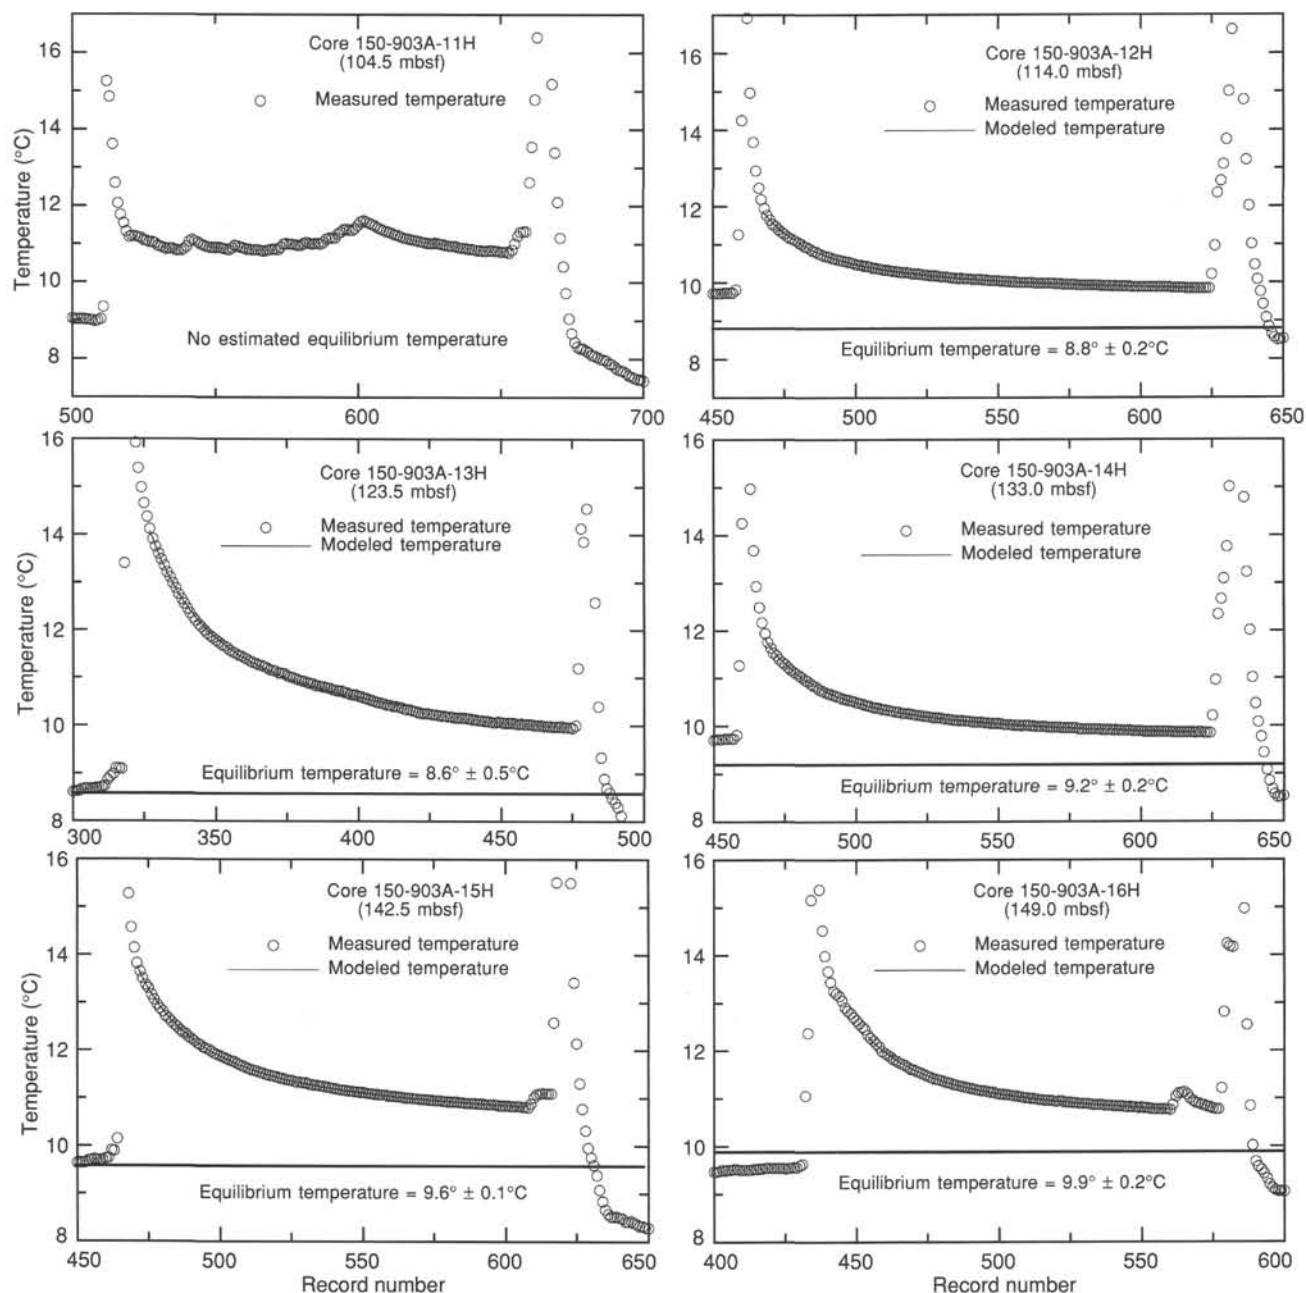 Core 150-903A-11H
(104.5 mbsf)
Measured temperature
No estimated equilibrium temperature
Temperature (°C)
16
14
12
10
8
500
600
700
Core 150-903A-12H
(114.0 mbsf)
Measured temperature
Modeled temperature
Equilibrium temperature = 8.8° ± 0.2°C
16
14
12
10
8
450
500
550
600
650
Core 150-903A-13H
(123.5 mbsf)
Measured temperature
Modeled temperature
Equilibrium temperature = 8.6° ± 0.5°C
Temperature (°C)
16
14
12
10
8
300
350
400
450
500
Core 150-903A-14H
(133.0 mbsf)
Measured temperature
Modeled temperature
Equilibrium temperature = 9.2° ± 0.2°C
16
14
12
10
8
450
500
550
600
650
Core 150-903A-15H
(142.5 mbsf)
Measured temperature
Modeled temperature
Equilibrium temperature = 9.6° ± 0.1°C
Temperature (°C)
16
14
12
10
8
450
500
550
600
650
Record number
Core 150-903A-16H
(149.0 mbsf)
Measured temperature
Modeled temperature
Equilibrium temperature = 9.9° ± 0.2°C
16
14
12
10
8
400
450
500
550
600
Record number